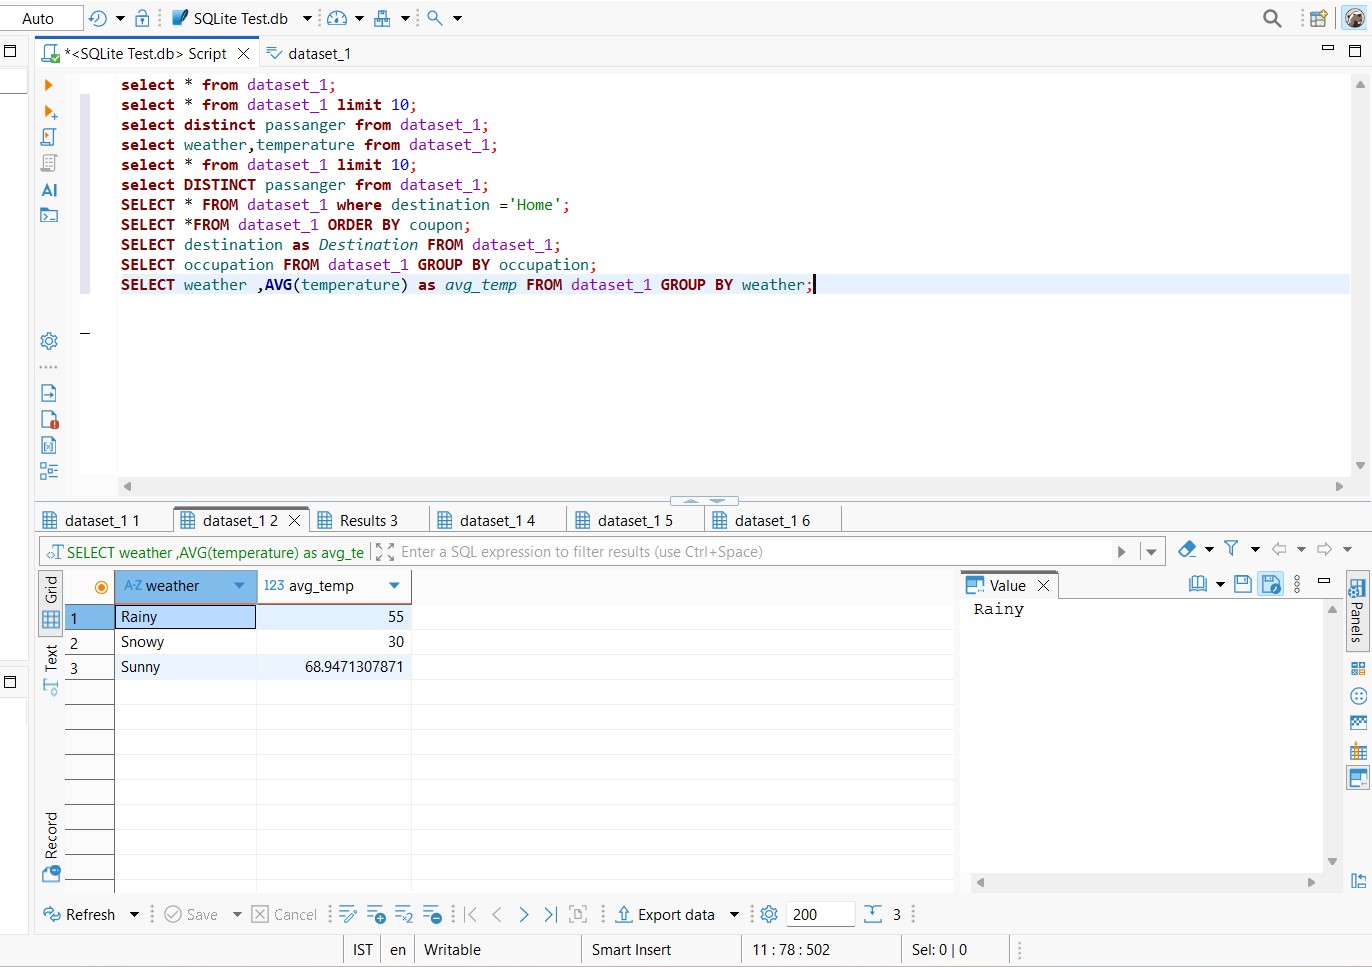 Auto
SQLite Test.db
*<SQLite Test.db> Script
dataset_1
select * from dataset_1;
select * from dataset_1 limit 10;
select distinct passanger from dataset_1;
select weather,temperature from dataset_1;
select * from dataset_1 limit 10;
select DISTINCT passanger from dataset_1;
SELECT * FROM dataset_1 where destination ='Home';
SELECT *FROM dataset_1 ORDER BY coupon;
SELECT destination as Destination FROM dataset_1;
SELECT occupation FROM dataset_1 GROUP BY occupation;
SELECT weather ,AVG(temperature) as avg_temp FROM dataset_1 GROUP BY weather;
AI
dataset_1 1
dataset_1 2
Results 3
dataset_1 4
dataset_1 5
dataset_1 6
SELECT weather ,AVG(temperature) as avg_te
Enter a SQL expression to filter results (use Ctrl+Space)
Grid
Text
Record
A-Z weather
123 avg_temp
1 Rainy 55
2 Snowy 30
3 Sunny 68.9471307871
Value
Rainy
Panels
Refresh
Save
Cancel
Export data
200
3
IST
en
Writable
Smart Insert
11 : 78 : 502
Sel: 0 | 0